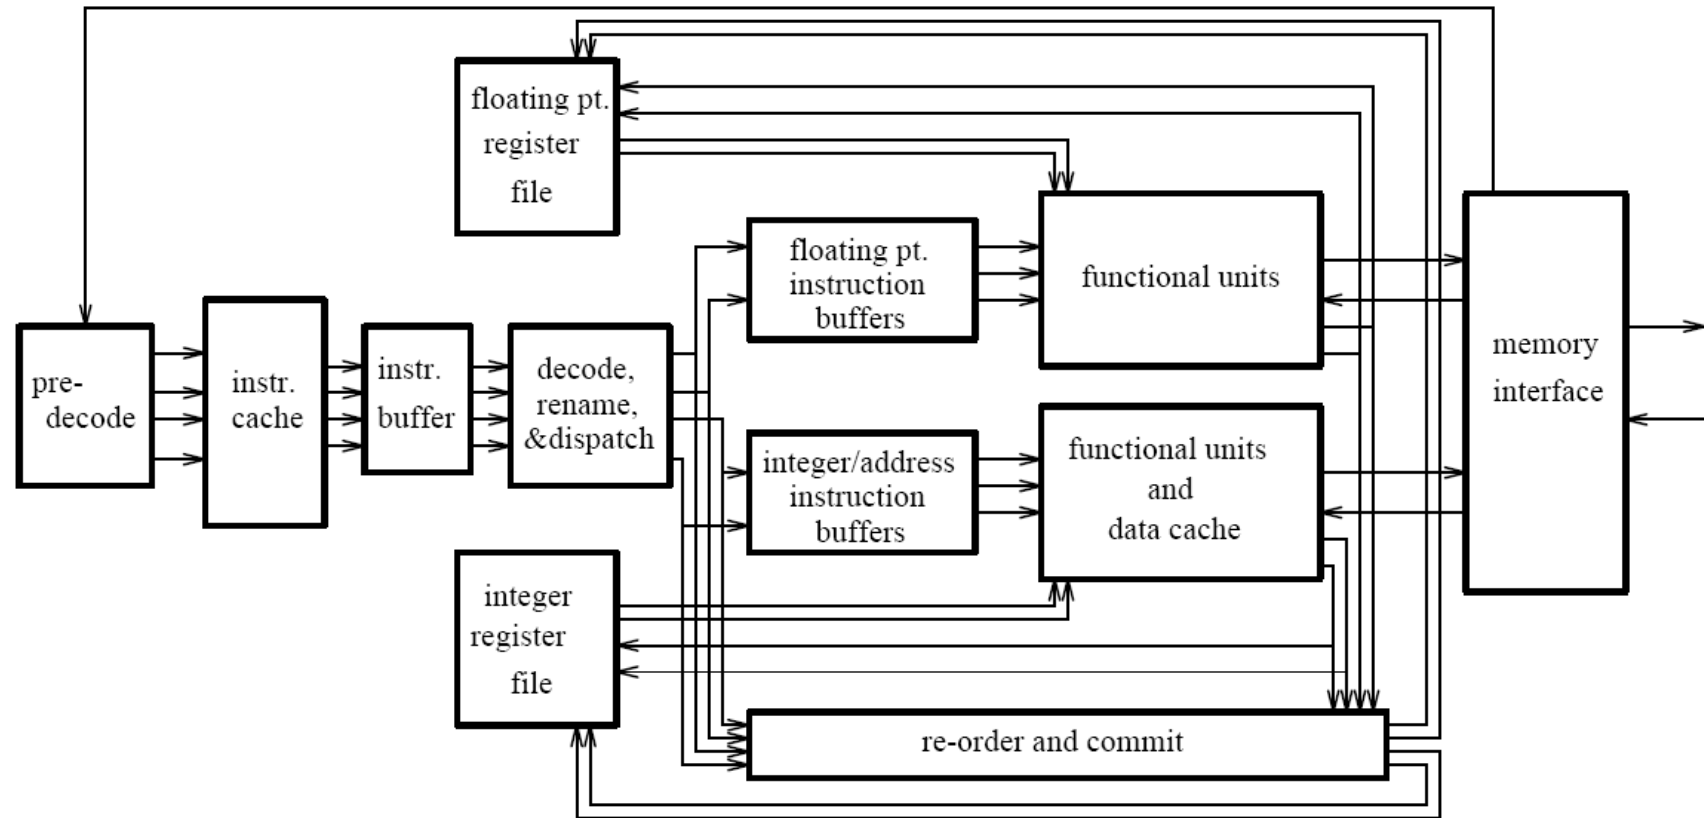 floating pt.
register
file
floating pt.
instruction
buffers
functional units
pre-
decode
instr.
cache
instr.
buffer
decode,
rename,
&dispatch
memory
interface
integer/address
instruction
buffers
functional units
and
data cache
integer
register
file
re-order and commit